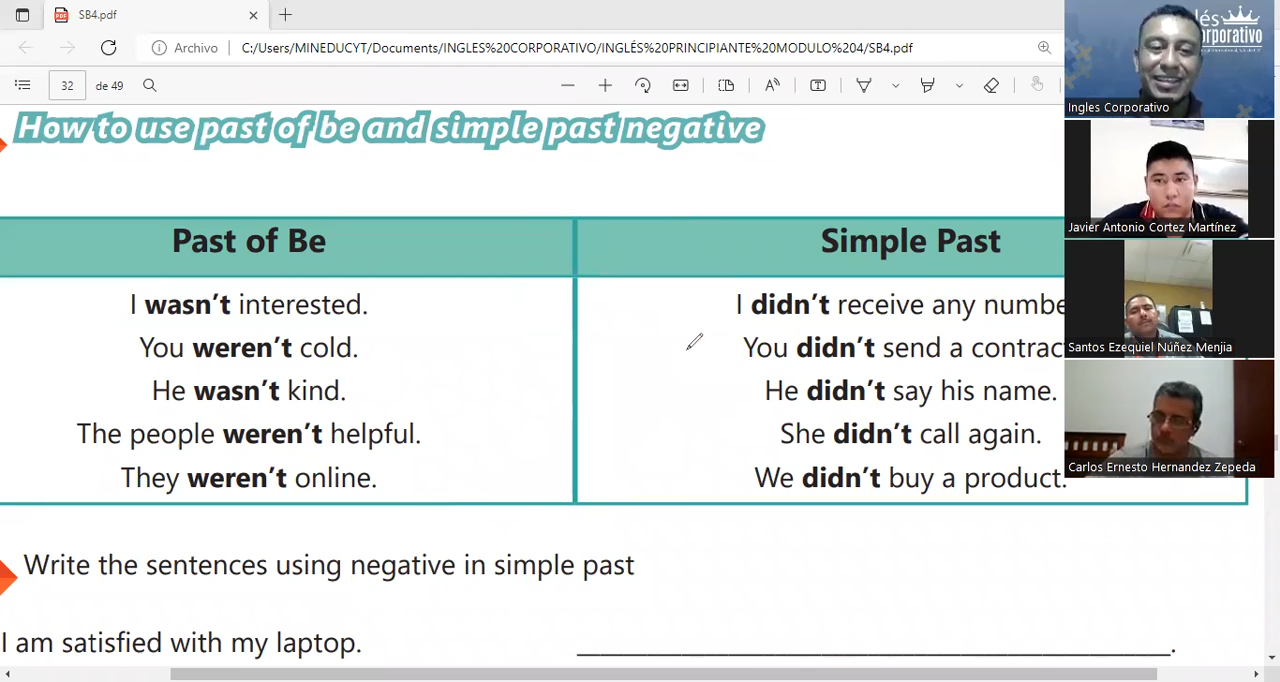 SB4.pdf
Archivo C:/Users/MINEDUCYT/Documents/INGLES%20CORPORATIVO/INGLÉS%20PRINCIPIANTE%20MODULO%204/SB4.pdf
32 de 49
How to use past of be and simple past negative
Past of Be
I wasn't interested.
You weren't cold.
He wasn't kind.
The people weren't helpful.
They weren't online.
Simple Past
I didn't receive any numbe
You didn't send a contrac
He didn't say his name.
She didn't call again.
We didn't buy a product.
Write the sentences using negative in simple past
I am satisfied with my laptop. ______________________________.
Ingles Corporativo
Javier Antonio Cortez Martínez
Santos Ezequiel Núñez Menjia
Carlos Ernesto Hernandez Zepeda